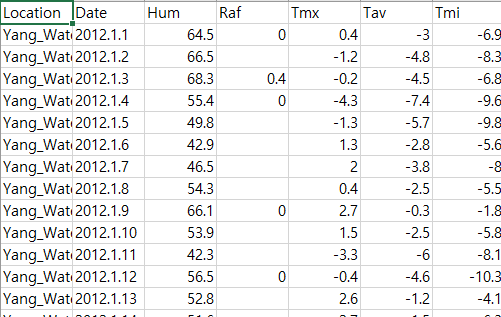 Location Date Hum Raf Tmx Tav Tmi
Yang_Wat 2012.1.1 64.5 0 0.4 -3 -6.9
Yang_Wat 2012.1.2 66.5 -1.2 -4.8 -8.3
Yang_Wat 2012.1.3 68.3 0.4 -0.2 -4.5 -6.8
Yang_Wat 2012.1.4 55.4 0 -4.3 -7.4 -9.6
Yang_Wat 2012.1.5 49.8 -1.3 -5.7 -9.8
Yang_Wat 2012.1.6 42.9 1.3 -2.8 -5.6
Yang_Wat 2012.1.7 46.5 2 -3.8 -8
Yang_Wat 2012.1.8 54.3 0.4 -2.5 -5.5
Yang_Wat 2012.1.9 66.1 0 2.7 -0.3 -1.8
Yang_Wat 2012.1.10 53.9 1.5 -2.5 -5.8
Yang_Wat 2012.1.11 42.3 -3.3 -6 -8.1
Yang_Wat 2012.1.12 56.5 0 -0.4 -4.6 -10.3
Yang_Wat 2012.1.13 52.8 2.6 -1.2 -4.1